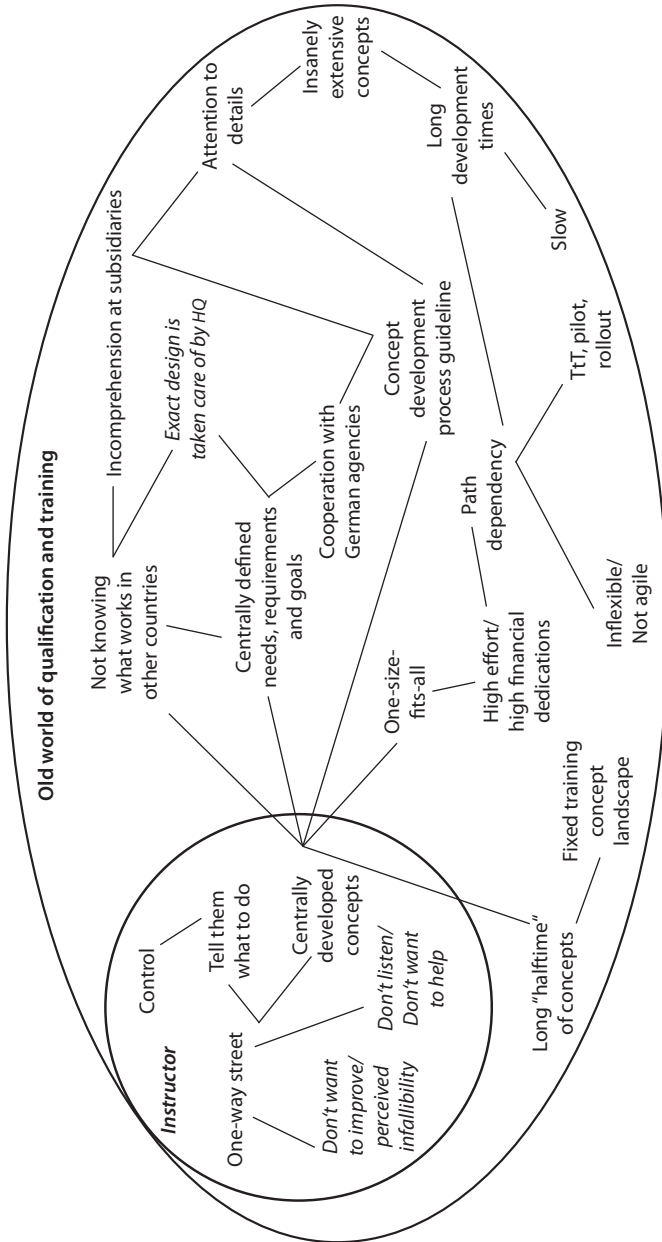 Old world of qualification and training
Instructor
Control
Tell them
what to do
One-way street
Centrally
developed
concepts
Don't want
to improve/
perceived
infallibility
Don't listen/
Don't want
to help
Not knowing
what works in
other countries
Incomprehension at subsidiaries
Exact design is
taken care of by HQ
Attention to
details
Insanely
extensive
concepts
Centrally defined
needs, requirements
and goals
Cooperation with
German agencies
Concept
development
process guideline
Long
development
times
Slow
One-size-
fits-all
High effort/
high financial
dedications
Path
dependency
TtT, pilot,
rollout
Inflexible/
Not agile
Long "halftime"
of concepts
Fixed training
concept
landscape